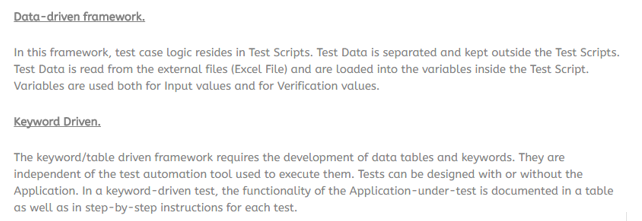 Data-driven framework.
In this framework, test case logic resides in Test Scripts. Test Data is separated and kept outside the Test Scripts.
Test Data is read from the external files (Excel File) and are loaded into the variables inside the Test Script.
Variables are used both for Input values and for Verification values.
Keyword Driven.
The keyword/table driven framework requires the development of data tables and keywords. They are
independent of the test automation tool used to execute them. Tests can be designed with or without the
Application. In a keyword-driven test, the functionality of the Application-under-test is documented in a table
as well as in step-by-step instructions for each test.